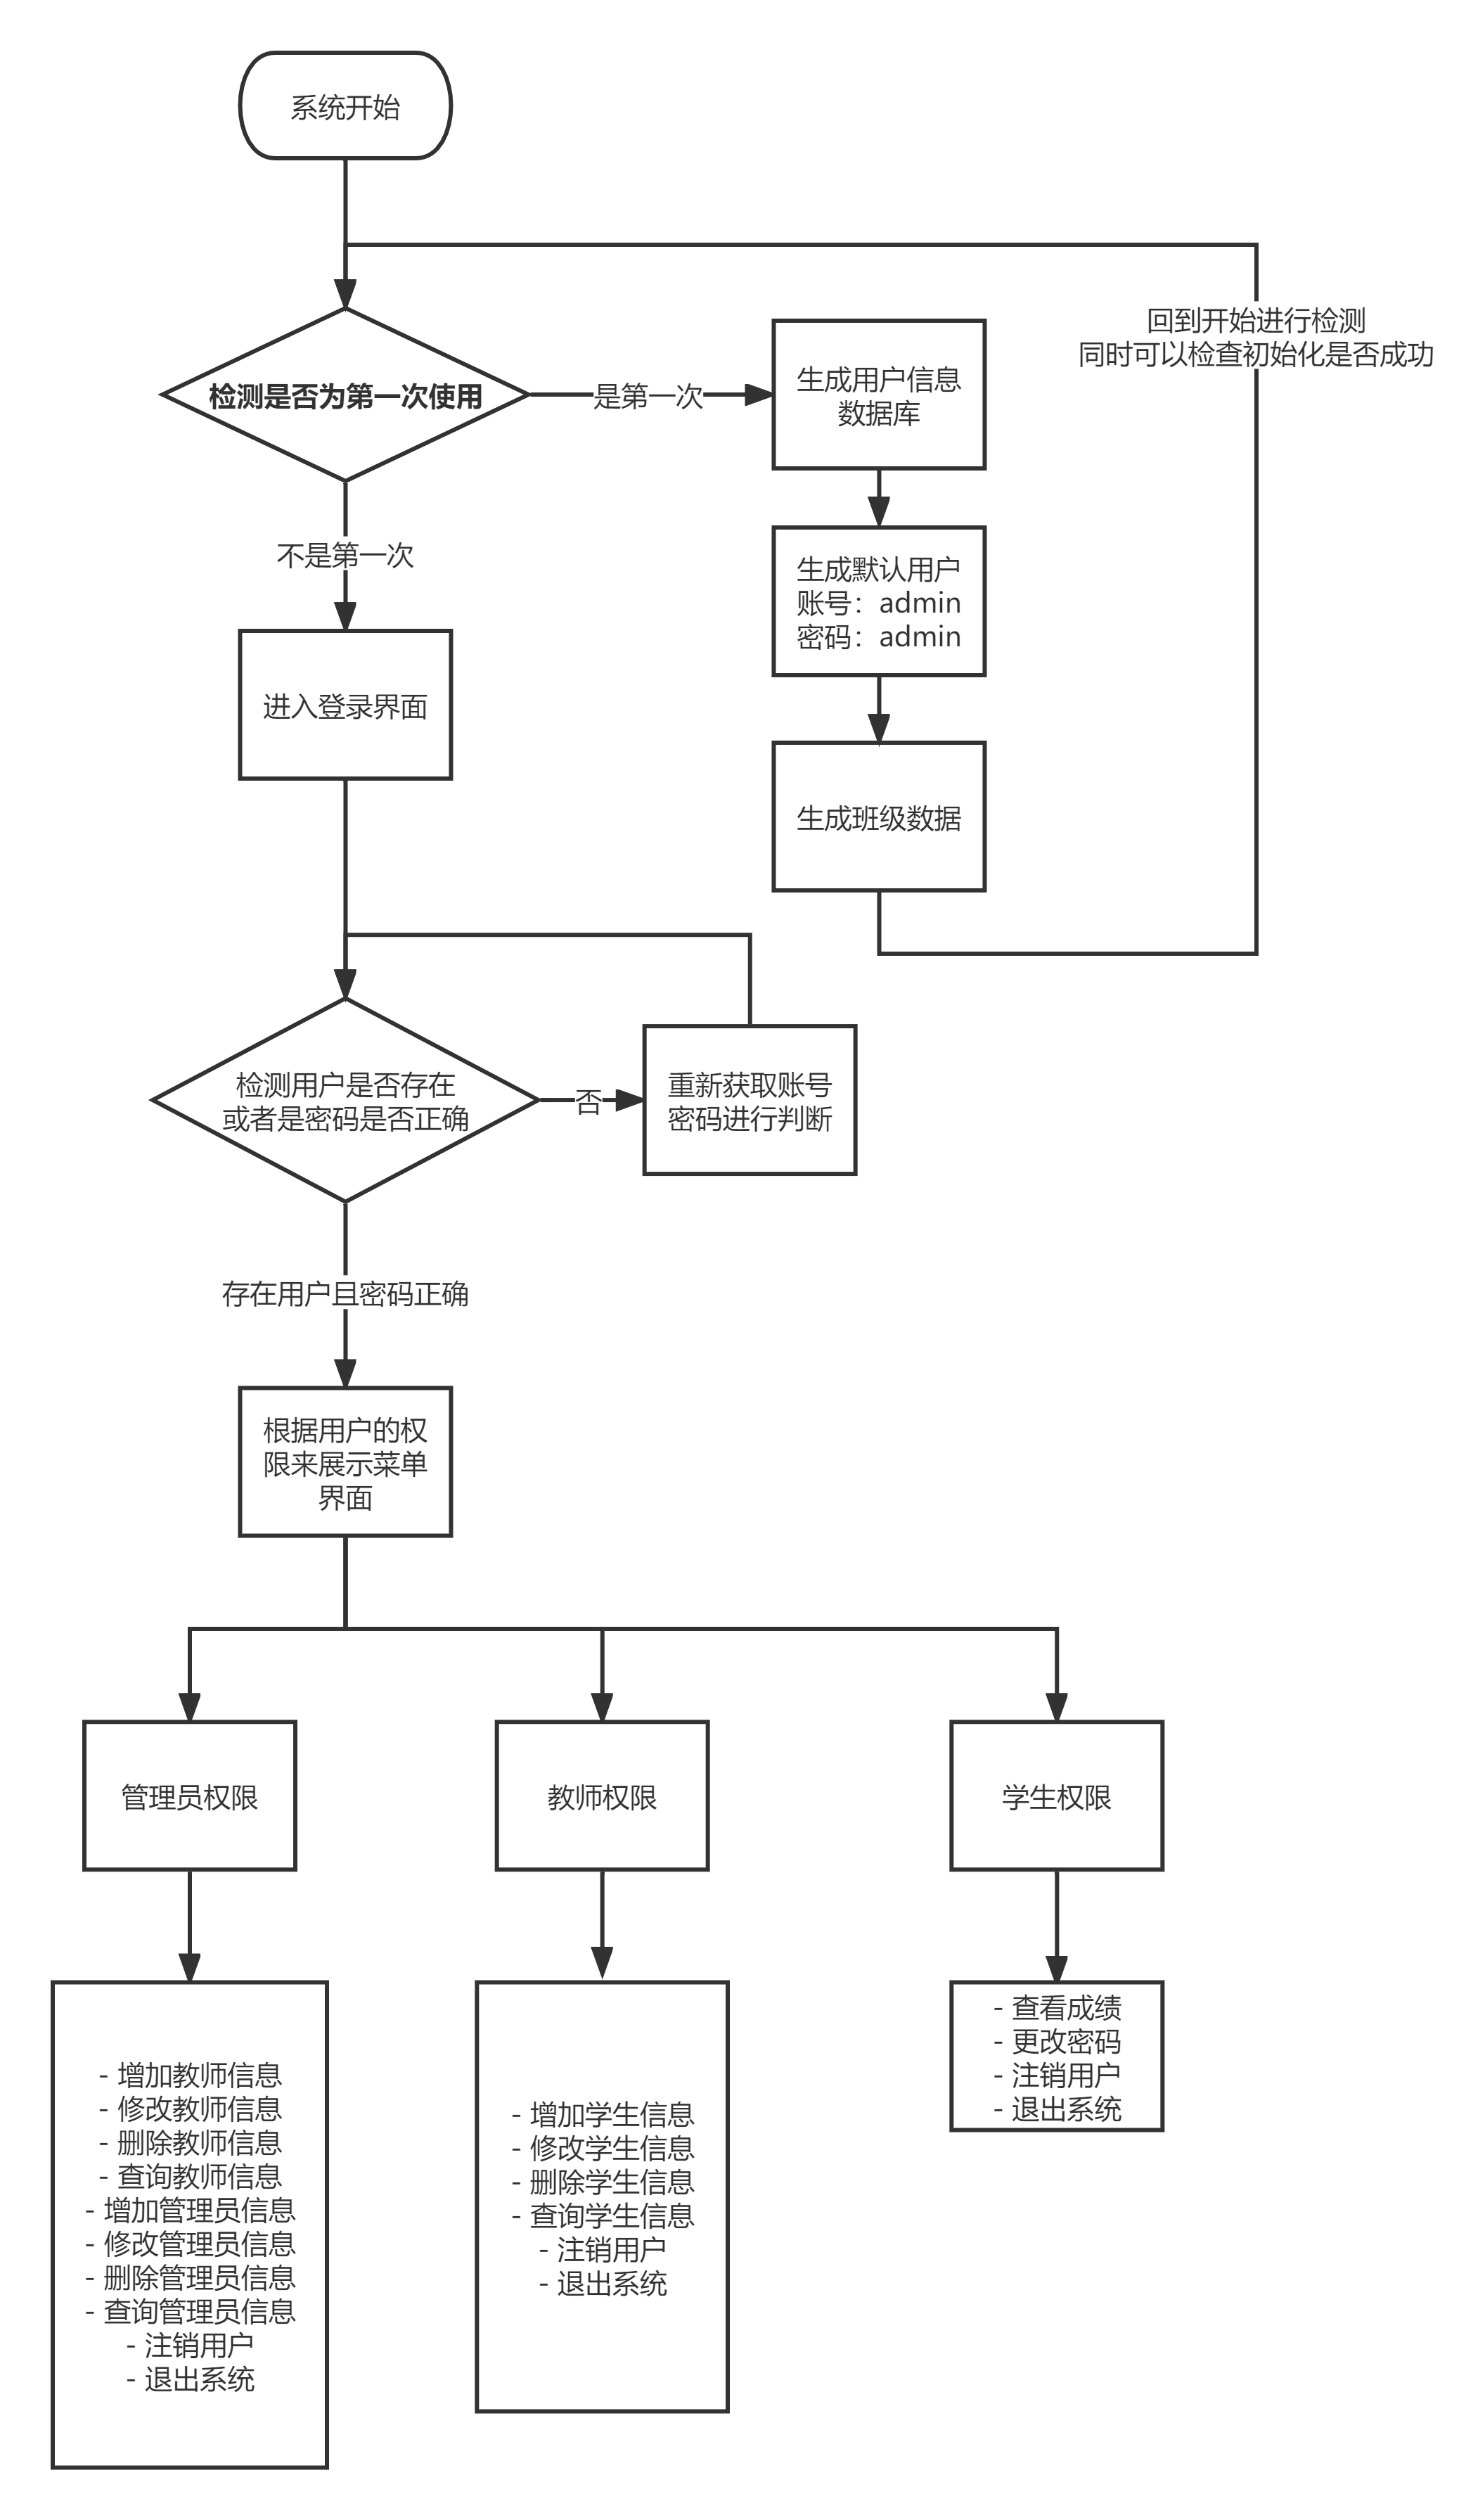 系统开始
回到开始进行检测
同时可以检查初始化是否成功
检测是否为第一次使用
是第一次
生成用户信息
数据库
不是第一次
生成默认用户
账号：admin
密码：admin
进入登录界面
生成班级数据
检测用户是否存在
或者是密码是否正确
否
重新获取账号
密码进行判断
存在用户且密码正确
根据用户的权
限来展示菜单
界面
管理员权限
教师权限
学生权限
- 增加教师信息
- 修改教师信息
- 删除教师信息
- 查询教师信息
- 增加管理员信息
- 修改管理员信息
- 删除管理员信息
- 查询管理员信息
- 注销用户
- 退出系统
- 增加学生信息
- 修改学生信息
- 删除学生信息
- 查询学生信息
- 注销用户
- 退出系统
- 查看成绩
- 更改密码
- 注销用户
- 退出系统